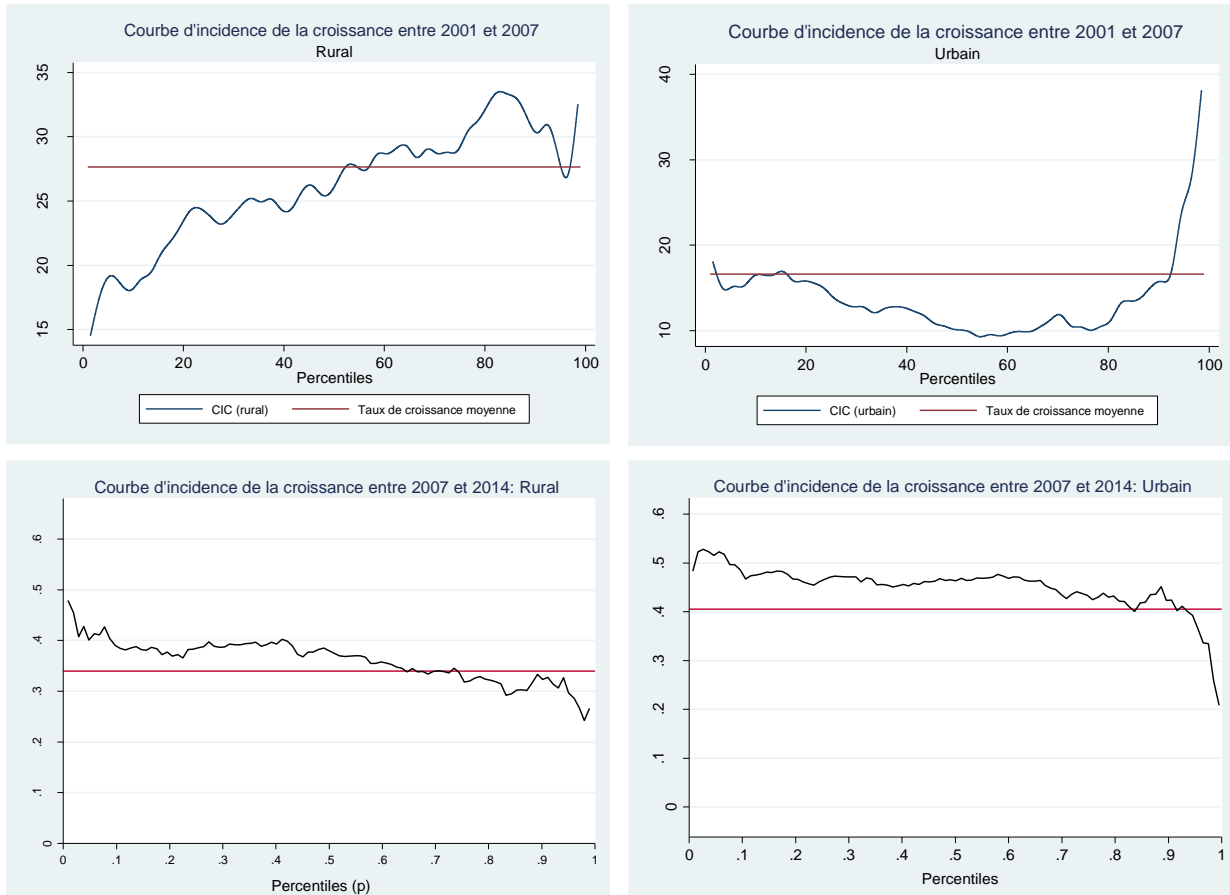 Courbe d'incidence de la croissance entre 2001 et 2007
Rural
35
30
25
20
15
0 20 40 60 80 100
Percentiles
CIC (rural) Taux de croissance moyenne
Courbe d'incidence de la croissance entre 2001 et 2007
Urbain
40
30
20
10
0 20 40 60 80 100
Percentiles
CIC (urbain) Taux de croissance moyenne
Courbe d'incidence de la croissance entre 2007 et 2014: Rural
.6
.5
.4
.3
.2
.1
0
0 .1 .2 .3 .4 .5 .6 .7 .8 .9 1
Percentiles (p)
Courbe d'incidence de la croissance entre 2007 et 2014: Urbain
.6
.5
.4
.3
.2
.1
0
0 .1 .2 .3 .4 .5 .6 .7 .8 .9 1
Percentiles